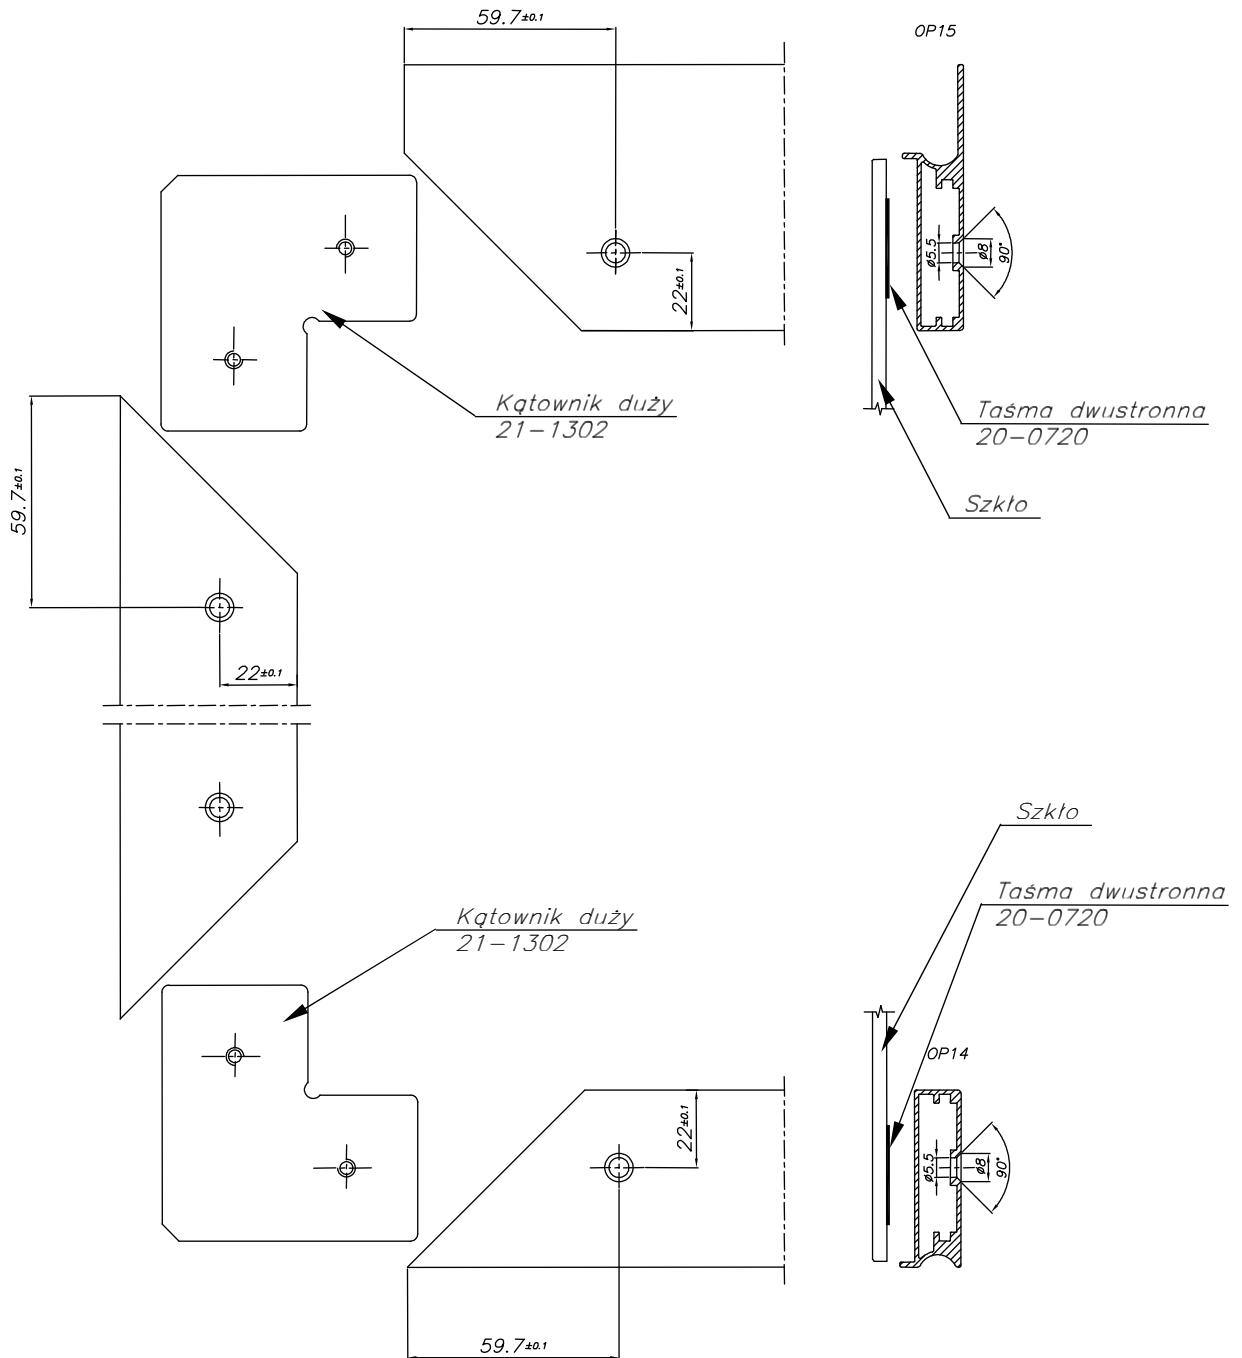 59.7±0.1
OP15
22±0.1
ø5.5
ø8
90°
Kątownik duży
21-1302
Taśma dwustronna
20-0720
Szkło
59.7±0.1
22±0.1
Szkło
Taśma dwustronna
20-0720
Kątownik duży
21-1302
OP14
22±0.1
ø5.5
ø8
90°
59.7±0.1